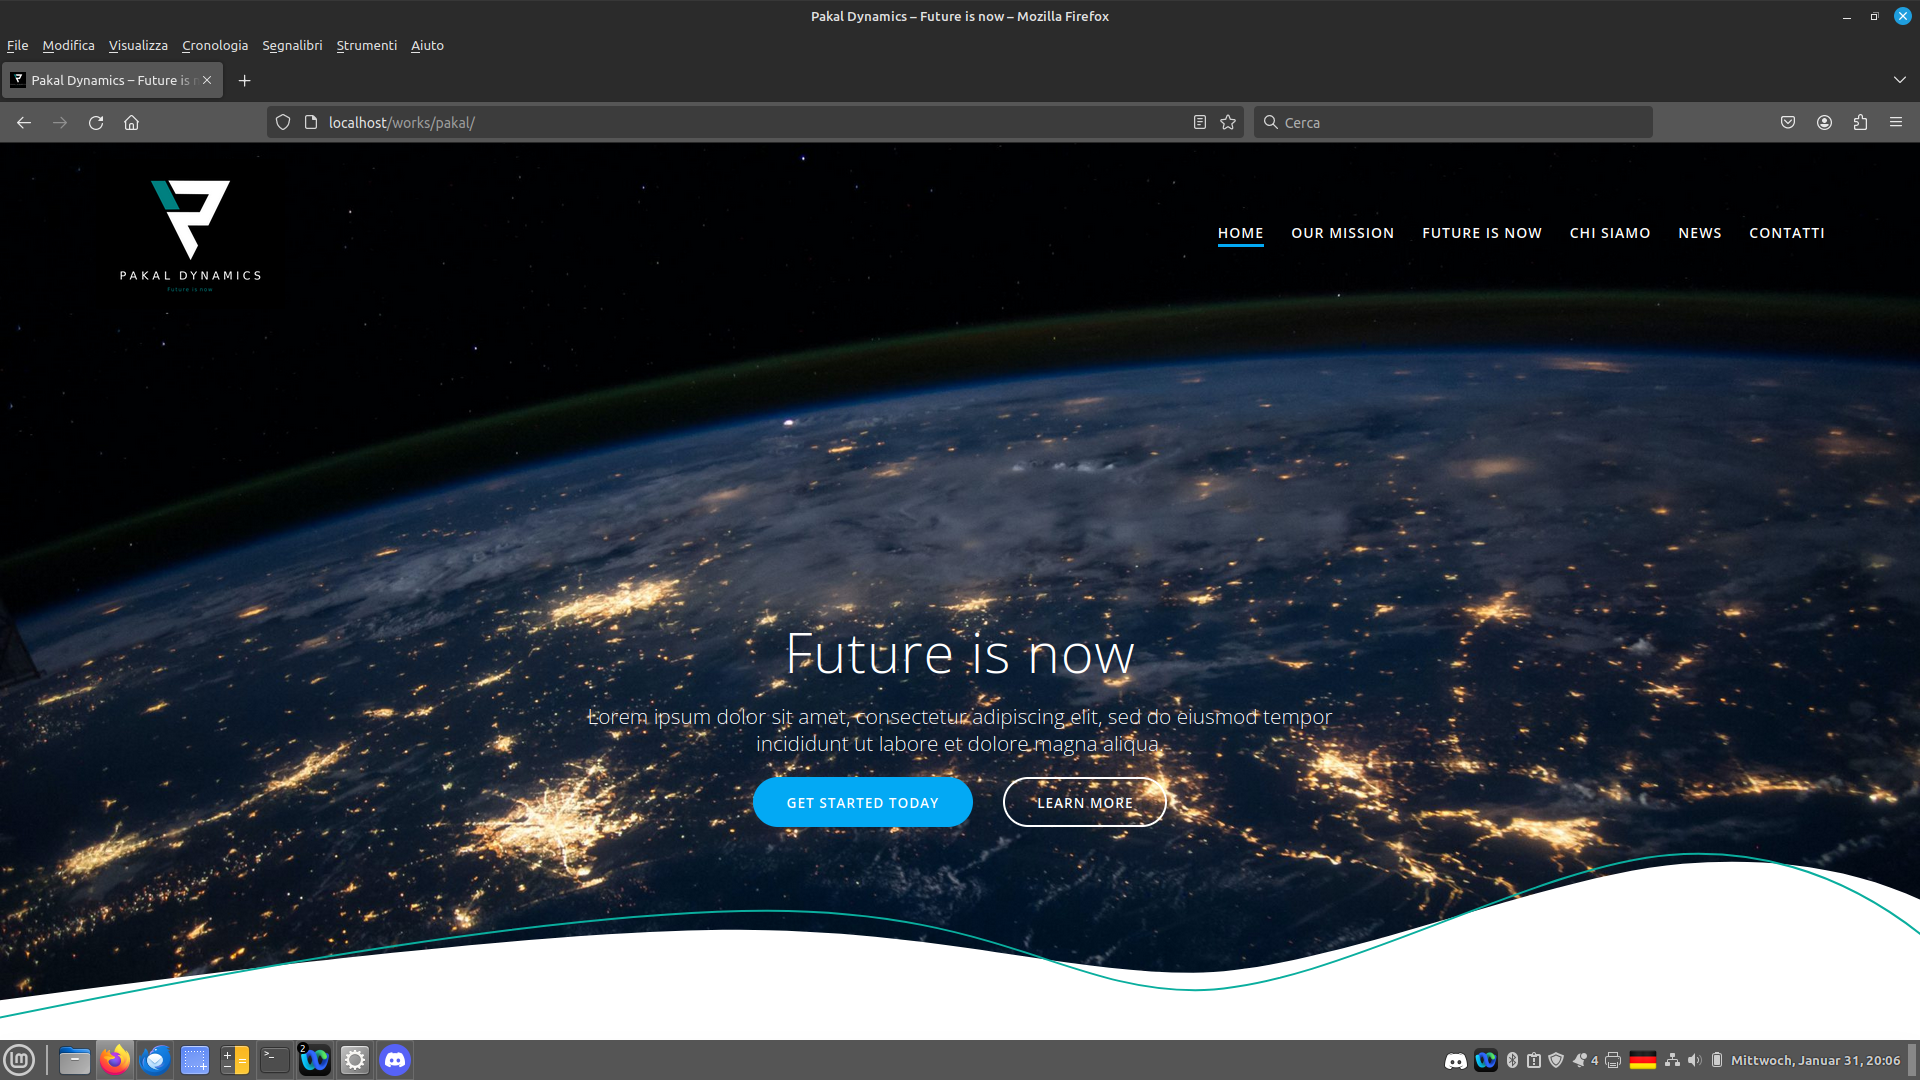 Pakal Dynamics – Future is now – Mozilla Firefox
File Modifica Visualizza Cronologia Segnalibri Strumenti Aiuto
Pakal Dynamics – Future is
localhost/works/pakal/
Cerca
PAKAL DYNAMICS
Future is now
HOME OUR MISSION FUTURE IS NOW CHI SIAMO NEWS CONTATTI
Future is now
Lorem ipsum dolor sit amet, consectetur adipiscing elit, sed do eiusmod tempor
incididunt ut labore et dolore magna aliqua.
GET STARTED TODAY LEARN MORE
2
4
Mittwoch, Januar 31, 20:06